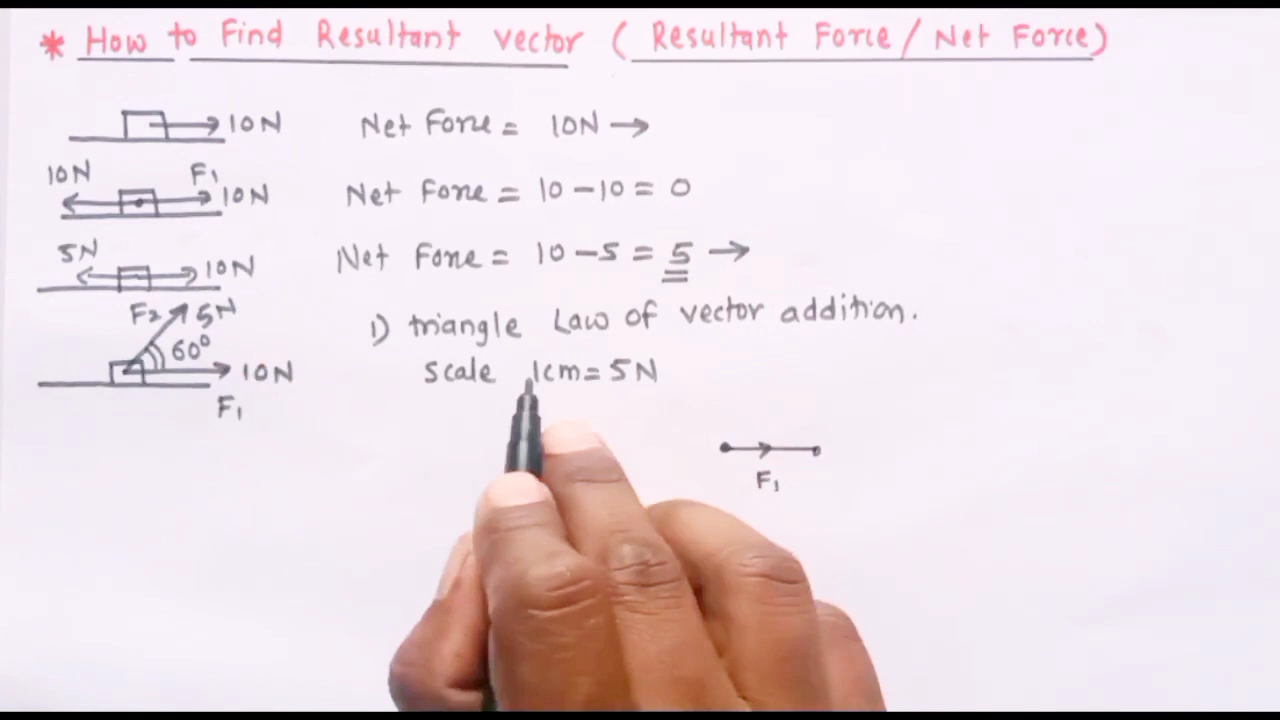 * How to Find Resultant vector ( Resultant Force / Net Force )
10N
Net Force = 10N →
10N F₁ 10N
Net Force = 10 - 10 = 0
5N 10N
Net Force = 10 - 5 = 5 →
F₂ 5N
60° 10N
F₁
1) triangle Law of vector addition.
scale 1cm = 5N
F₁